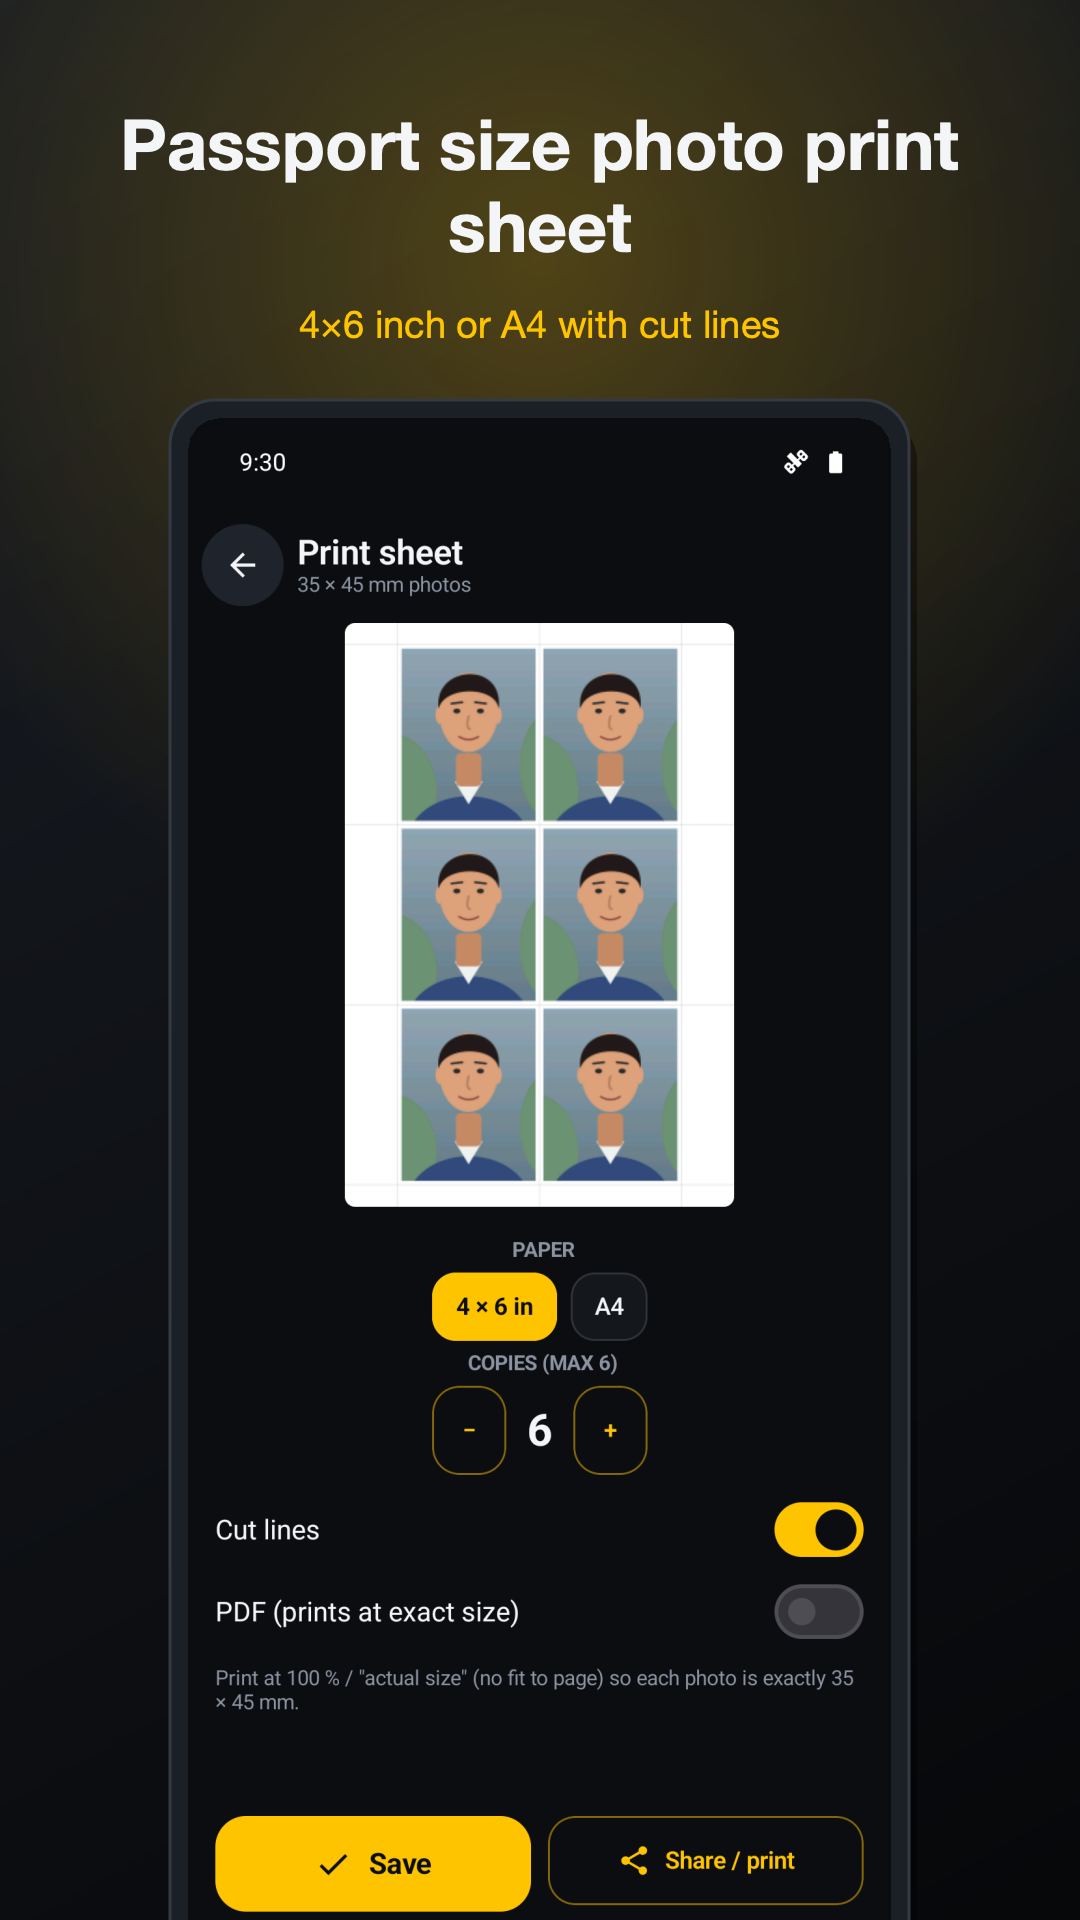 Passport size photo print
sheet
4×6 inch or A4 with cut lines
9:30
Print sheet
35 × 45 mm photos
PAPER
4 × 6 in
A4
COPIES (MAX 6)
− 6 +
Cut lines
PDF (prints at exact size)
Print at 100 % / "actual size" (no fit to page) so each photo is exactly 35
× 45 mm.
Save
Share / print